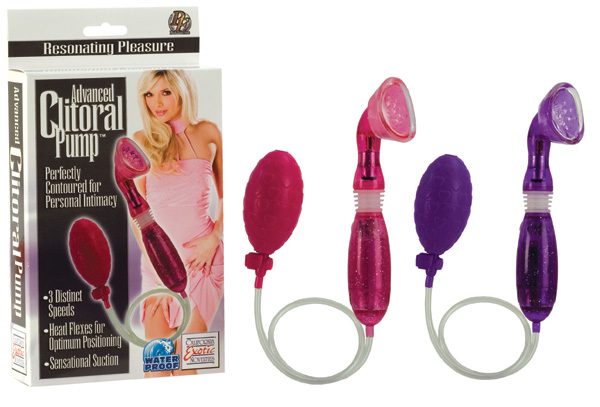 Resonating Pleasure
Advanced
Clitoral
Pump™
Perfectly
Contoured for
Personal Intimacy
•3 Distinct
Speeds
•Head Flexes for
Optimum Positioning
•Sensational Suction
WATER
PROOF
CALIFORNIA
Exotic
NOVELTIES
Advanced Clitoral Pump